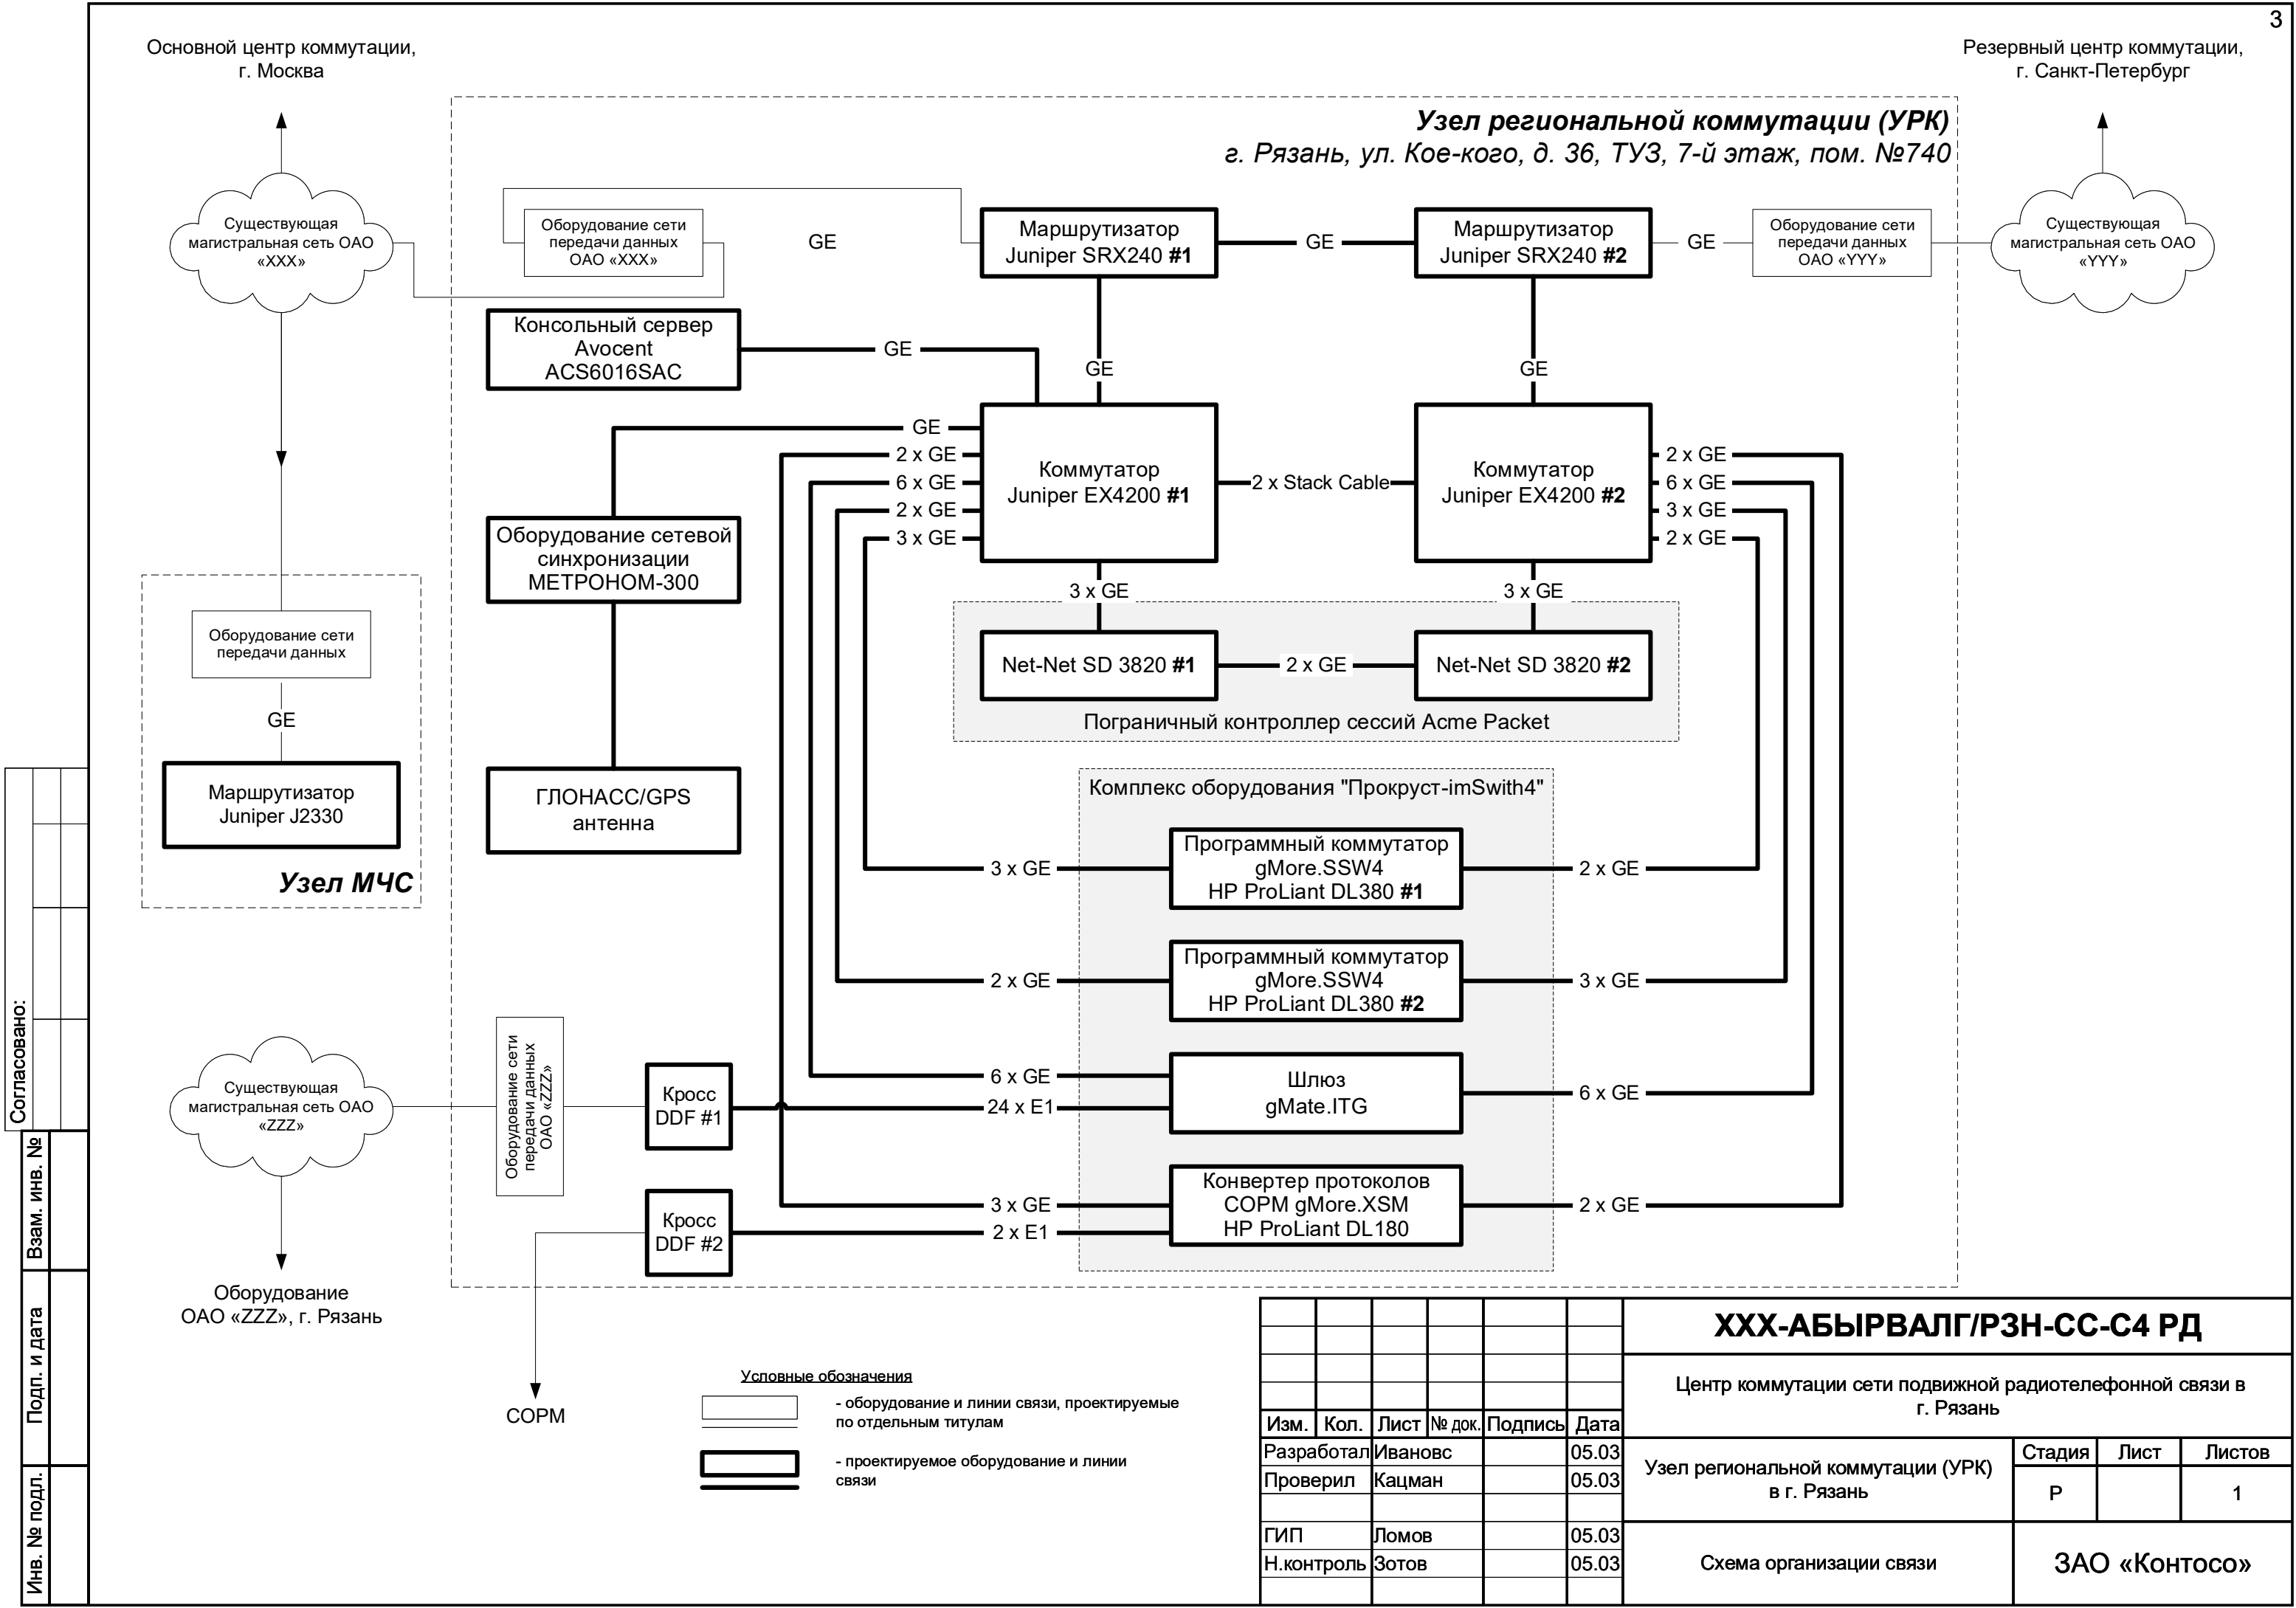 3
Основной центр коммутации,
г. Москва
Резервный центр коммутации,
г. Санкт-Петербург
Узел региональной коммутации (УРК)
г. Рязань, ул. Кое-кого, д. 36, ТУЗ, 7-й этаж, пом. №740
Существующая
магистральная сеть ОАО
«XXX»
Оборудование сети
передачи данных
ОАО «XXX»
GE
Маршрутизатор
Juniper SRX240 #1
GE
Маршрутизатор
Juniper SRX240 #2
GE
Оборудование сети
передачи данных
ОАО «YYY»
Существующая
магистральная сеть ОАО
«YYY»
Консольный сервер
Avocent
ACS6016SAC
GE
GE
GE
GE
2 x GE
6 x GE
2 x GE
3 x GE
Коммутатор
Juniper EX4200 #1
2 x Stack Cable
Коммутатор
Juniper EX4200 #2
2 x GE
6 x GE
3 x GE
2 x GE
Оборудование сетевой
синхронизации
МЕТРОНОМ-300
3 x GE
3 x GE
Net-Net SD 3820 #1
2 x GE
Net-Net SD 3820 #2
Пограничный контроллер сессий Acme Packet
Оборудование сети
передачи данных
GE
Маршрутизатор
Juniper J2330
Узел МЧС
ГЛОНАСС/GPS
антенна
Комплекс оборудования "Прокруст-imSwith4"
3 x GE
Программный коммутатор
gMore.SSW4
HP ProLiant DL380 #1
2 x GE
2 x GE
Программный коммутатор
gMore.SSW4
HP ProLiant DL380 #2
3 x GE
Существующая
магистральная сеть ОАО
«ZZZ»
Оборудование сети
передачи данных
ОАО «ZZZ»
Кросс
DDF #1
6 x GE
24 x E1
Шлюз
gMate.ITG
6 x GE
Кросс
DDF #2
3 x GE
2 x E1
Конвертер протоколов
СОРМ gMore.XSM
HP ProLiant DL180
2 x GE
Оборудование
ОАО «ZZZ», г. Рязань
СОРМ
Условные обозначения
- оборудование и линии связи, проектируемые
по отдельным титулам
- проектируемое оборудование и линии
связи
Согласовано:
Взам. инв. №
Подп. и дата
Инв. № подл.
ХХХ-АБЫРВАЛГ/РЗН-СС-С4 РД
Центр коммутации сети подвижной радиотелефонной связи в
г. Рязань
Изм. Кол. Лист № док. Подпись Дата
Разработал Ивановс 05.03
Проверил Кацман 05.03
ГИП Ломов 05.03
Н.контроль Зотов 05.03
Узел региональной коммутации (УРК)
в г. Рязань
Стадия Лист Листов
Р 1
Схема организации связи
ЗАО «Контосо»